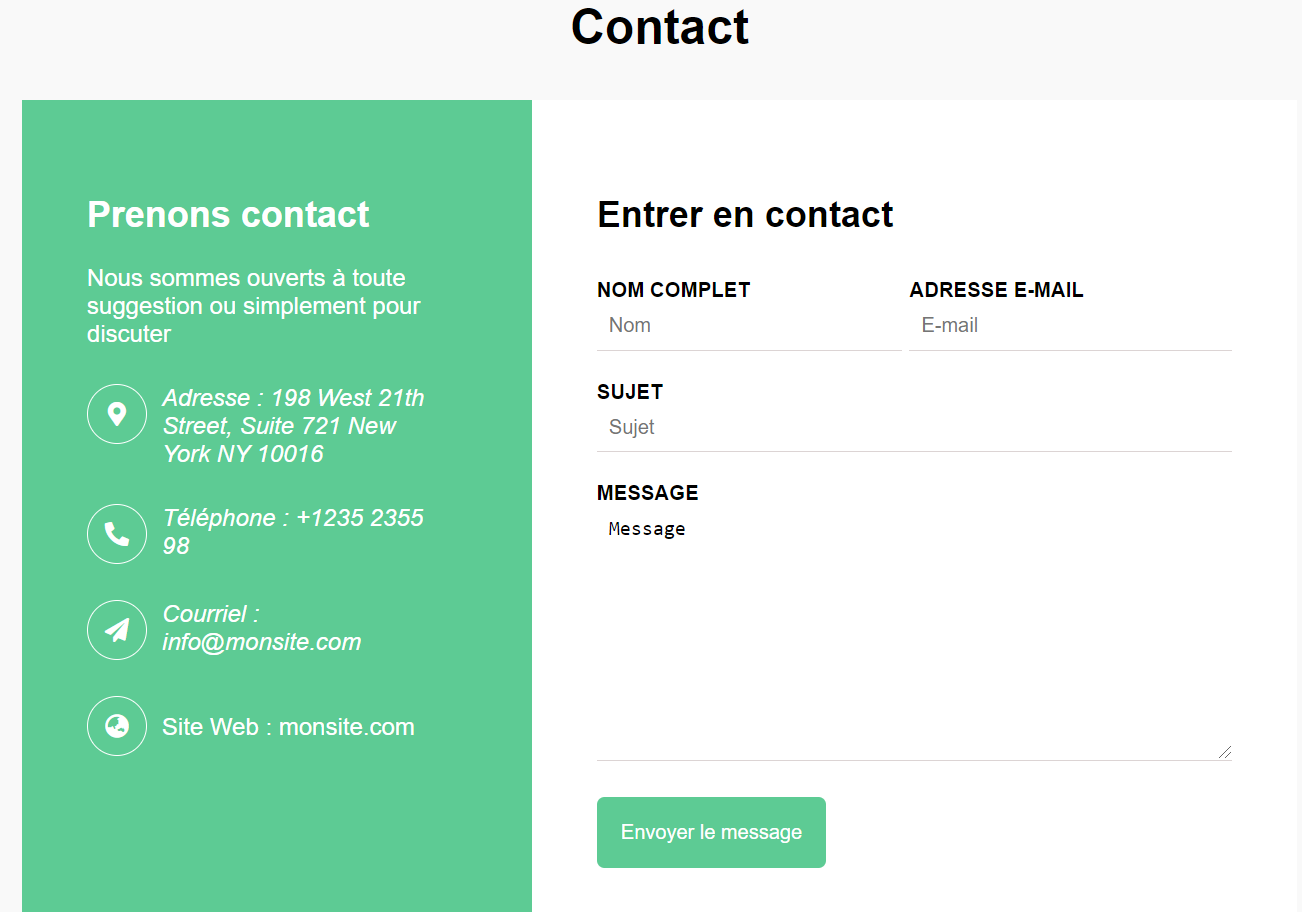 Contact
Prenons contact
Nous sommes ouverts à toute
suggestion ou simplement pour
discuter
Adresse : 198 West 21th
Street, Suite 721 New
York NY 10016
Téléphone : +1235 2355
98
Courriel :
info@monsite.com
Site Web : monsite.com
Entrer en contact
NOM COMPLET
Nom
ADRESSE E-MAIL
E-mail
SUJET
Sujet
MESSAGE
Message
Envoyer le message